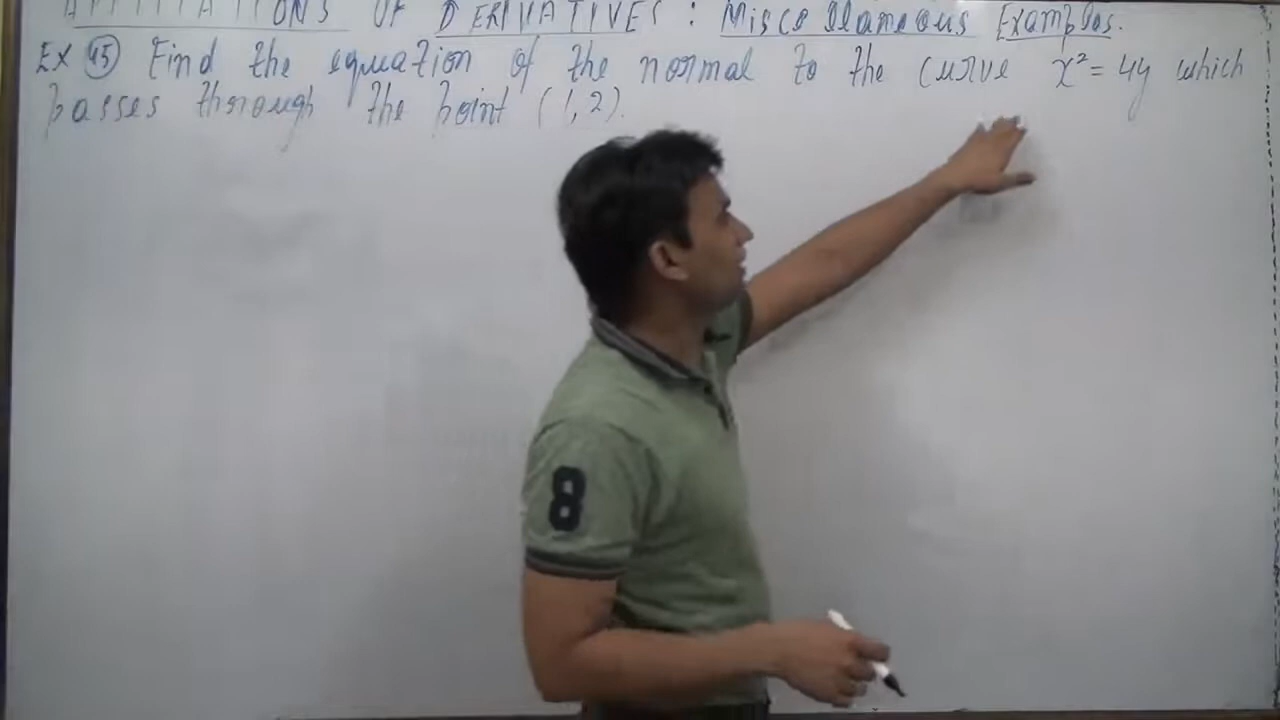 OF DERIVATIVES : Miscellaneous Examples.
Ex 45 Find the equation of the normal to the curve x² = 4y which
passes through the point (1, 2).
8